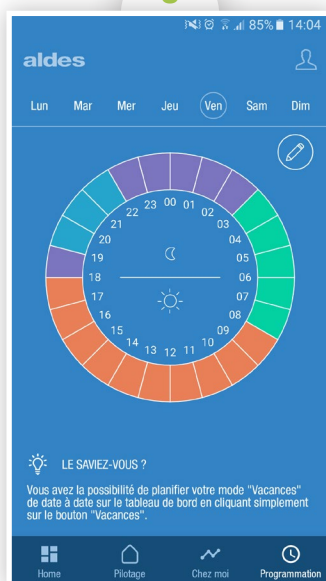 85% 14:04
aldes
Lun Mar Mer Jeu Ven Sam Dim
22 23 00 01 02
21 03
20 04
19 05
18 06
17 07
16 08
15 09
14 13 12 11 10
LE SAVIEZ-VOUS ?
Vous avez la possibilité de planifier votre mode "Vacances"
de date à date sur le tableau de bord en cliquant simplement
sur le bouton "Vacances".
Home Pilotage Chez moi Programmation